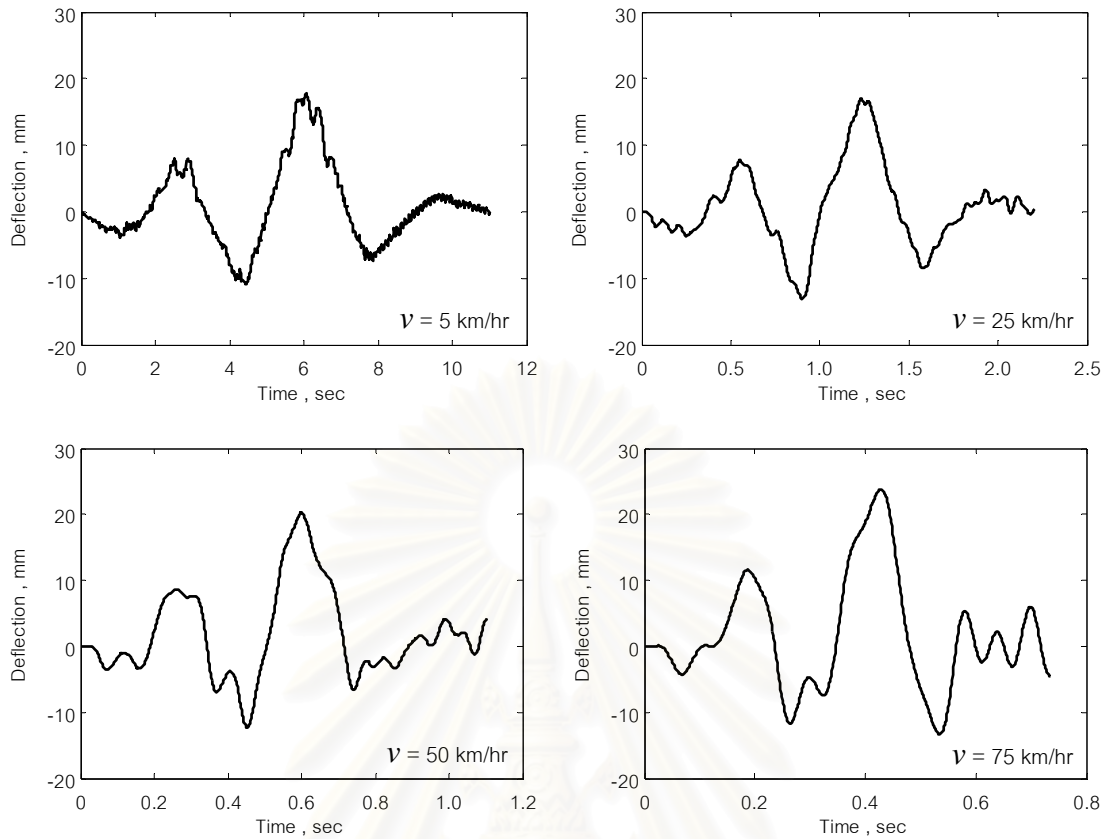 30
20
10
0
-10
-20
Deflection , mm
0 2 4 6 8 10 12
Time , sec
v = 5 km/hr
30
20
10
0
-10
-20
Deflection , mm
0 0.5 1.0 1.5 2.0 2.5
Time , sec
v = 25 km/hr
30
20
10
0
-10
-20
Deflection , mm
0 0.2 0.4 0.6 0.8 1.0 1.2
Time , sec
v = 50 km/hr
30
20
10
0
-10
-20
Deflection , mm
0 0.2 0.4 0.6 0.8
Time , sec
v = 75 km/hr